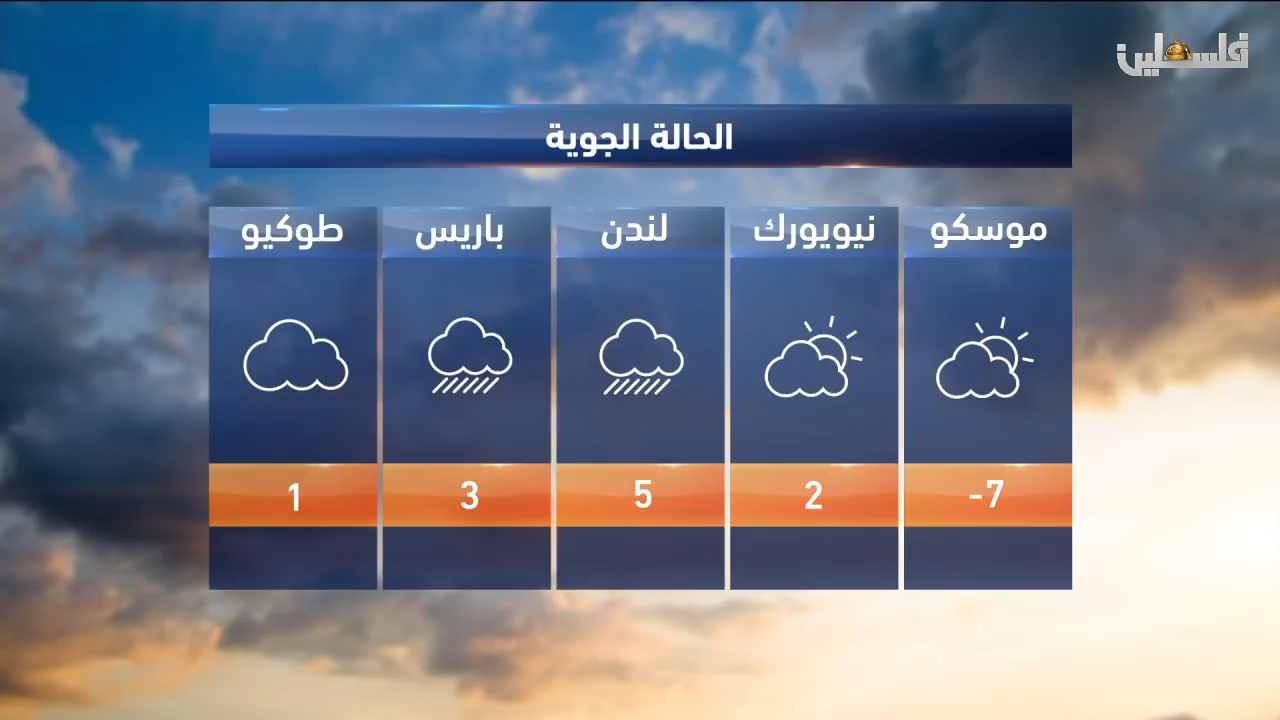 فلسطين
الحالة الجوية
موسكو
نيويورك
لندن
باريس
طوكيو
-7
2
5
3
1